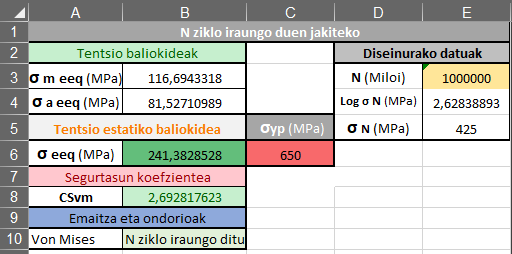 A B C D E
1 N ziklo iraungo duen jakiteko
2 Tentsio baliokideak Diseinurako datuak
3 σ m eeq (MPa) 116,6943318 N (Miloi) 1000000
4 σ a eeq (MPa) 81,52710989 Log σ N (MPa) 2,62838893
5 Tentsio estatiko baliokidea σyp (MPa) σ N (MPa) 425
6 σ eeq (MPa) 241,3828528 650
7 Segurtasun koefzientea
8 CSvm 2,692817623
9 Emaitza eta ondorioak
10 Von Mises N ziklo iraungo ditu